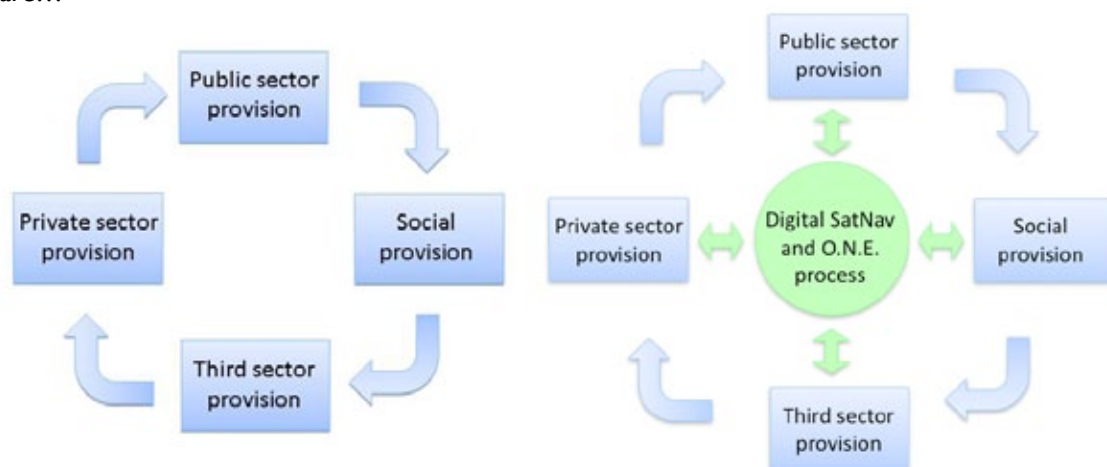 Public sector
provision
Private sector
provision
Social
provision
Third sector
provision
Public sector
provision
Private sector
provision
Digital SatNav
and O.N.E.
process
Social
provision
Third sector
provision